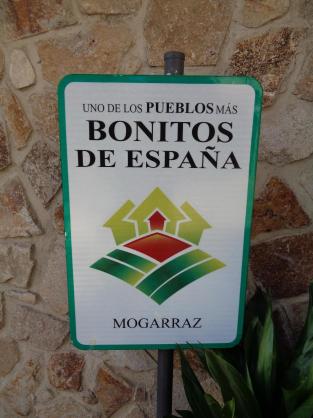 UNO DE LOS PUEBLOS MÁS
BONITOS
DE ESPAÑA
MOGARRAZ